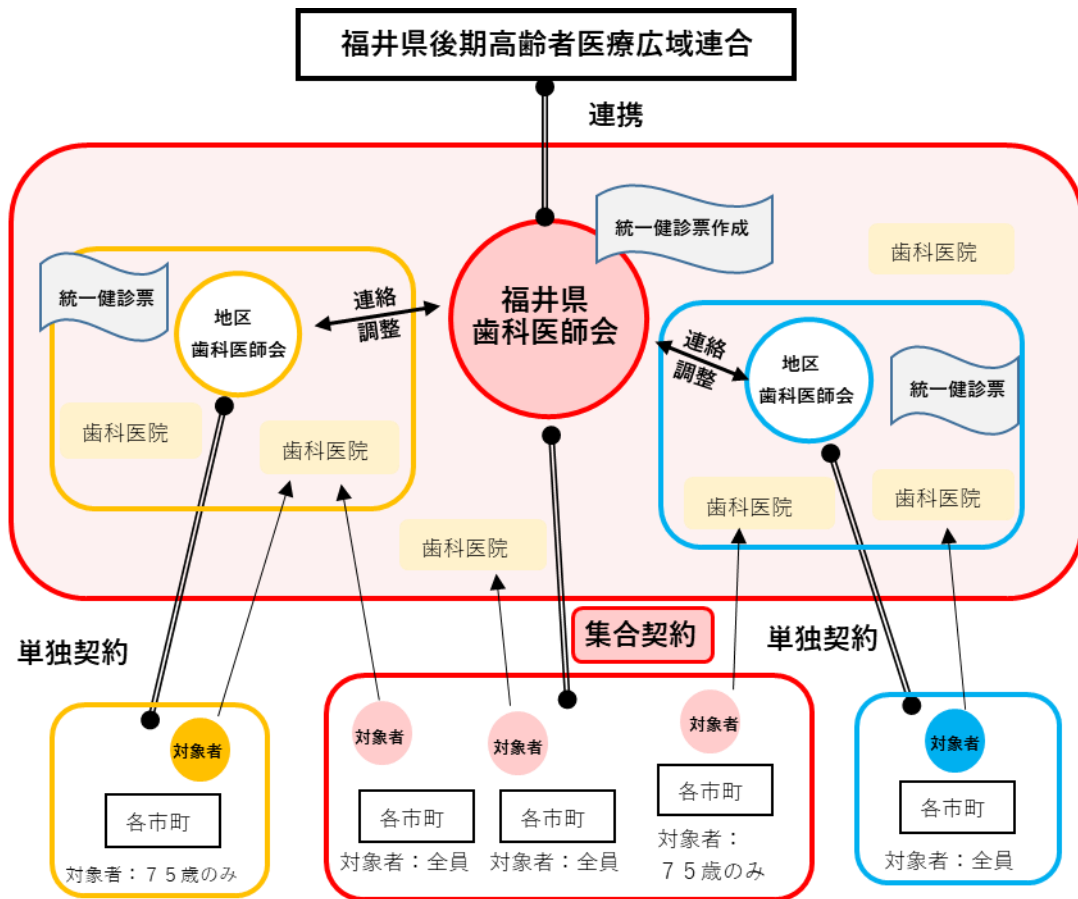 福井県後期高齢者医療広域連合
連携
統一健診票作成
歯科医院
統一健診票
地区
歯科医師会
連絡
調整
福井県
歯科医師会
連絡
調整
地区
歯科医師会
統一健診票
歯科医院
歯科医院
歯科医院
歯科医院
歯科医院
単独契約
集合契約
単独契約
対象者
各市町
対象者：７５歳のみ
対象者
各市町
対象者：全員
対象者
各市町
対象者：全員
対象者
各市町
対象者：
７５歳のみ
対象者
各市町
対象者：全員